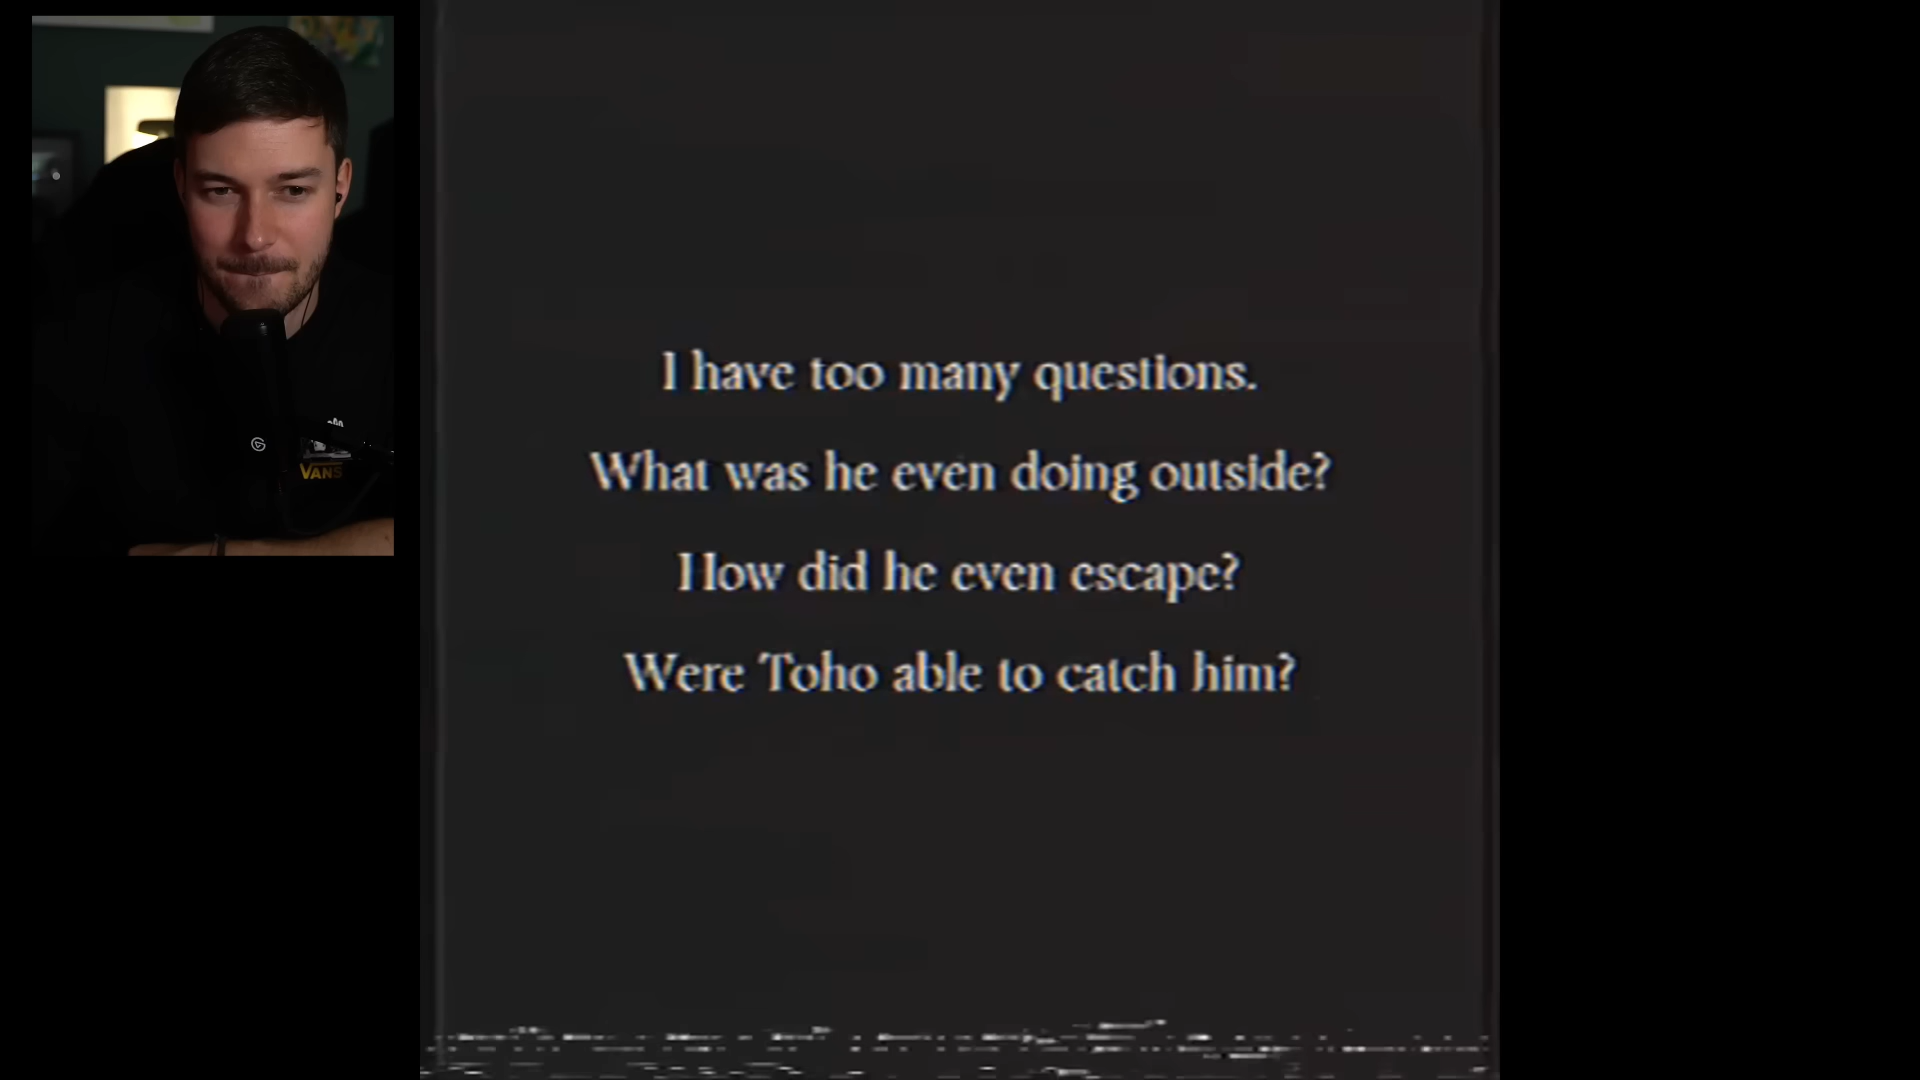 I have too many questions.
What was he even doing outside?
How did he even escape?
Were Toho able to catch him?
VANS